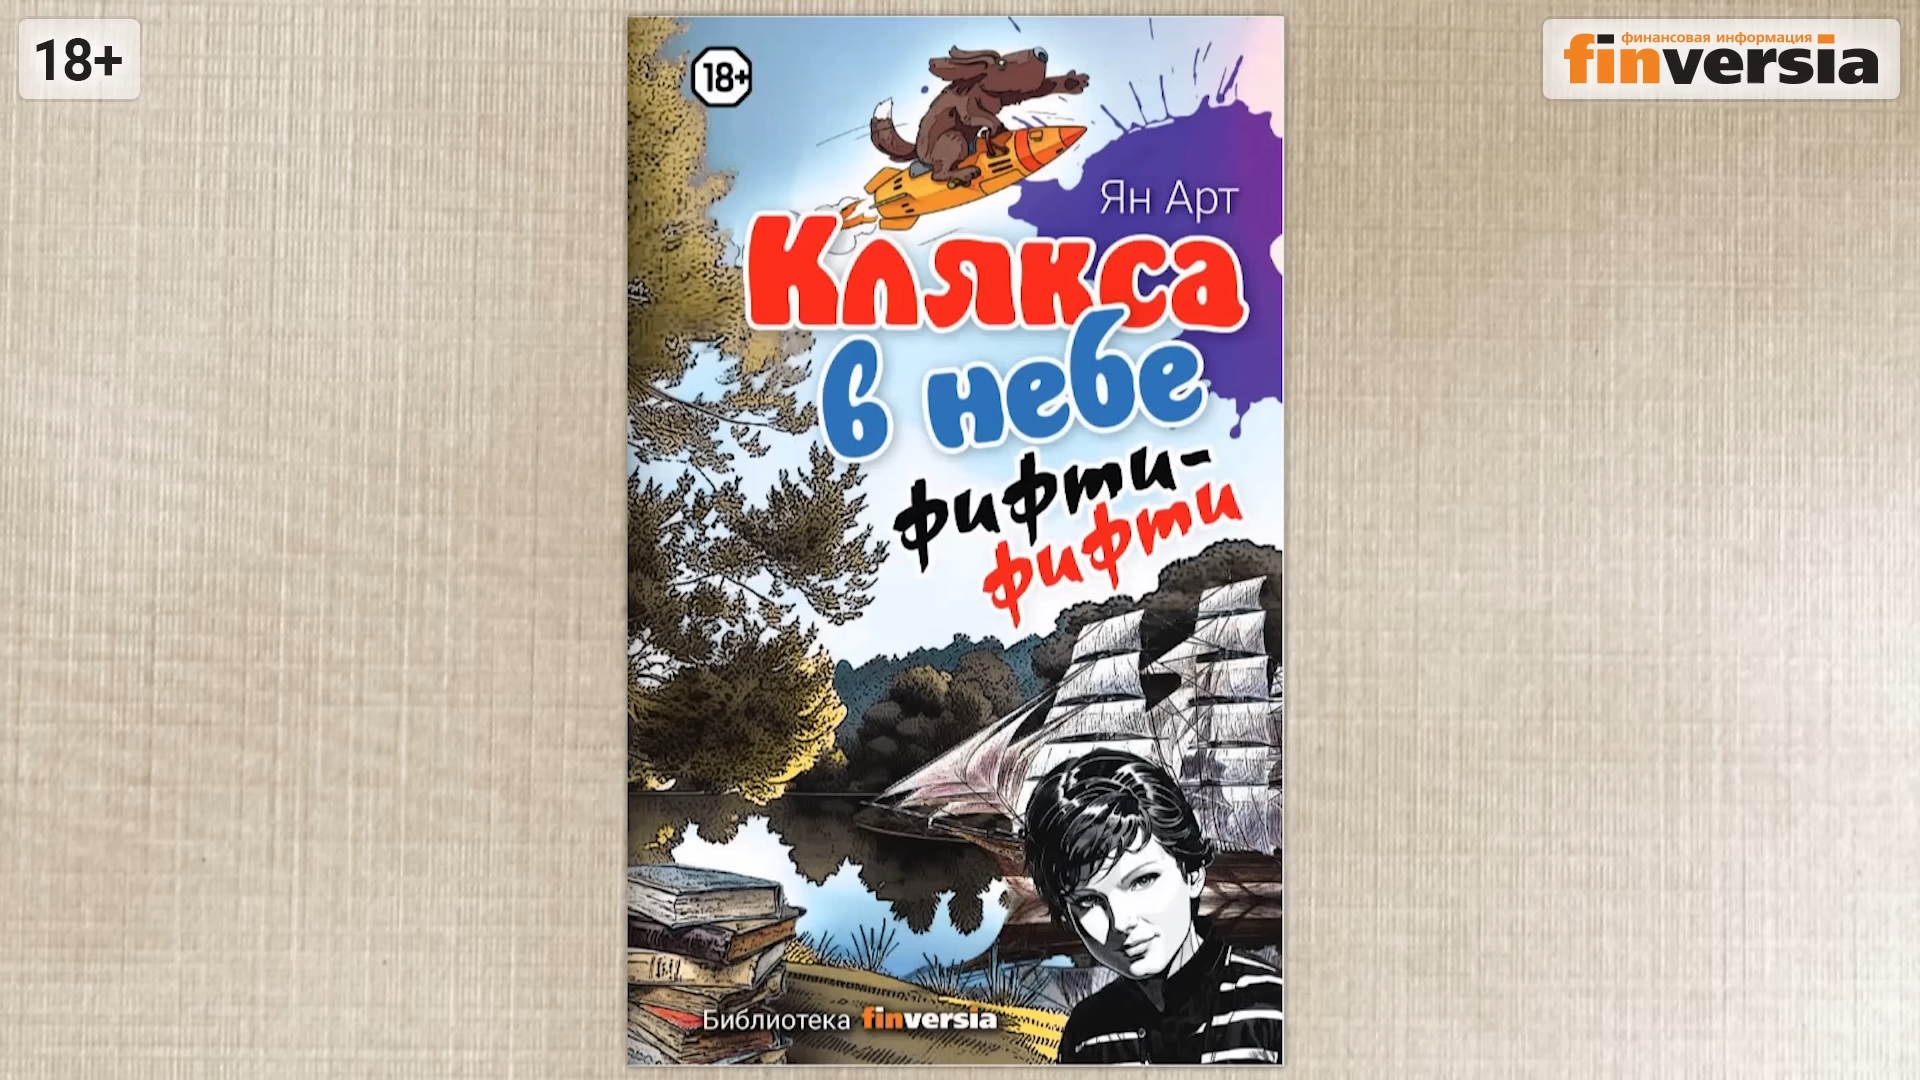 18+
финансовая информация
finversia
18+
Ян Арт
Клякса
в небе
фифти-
фифти
Библиотека finversia